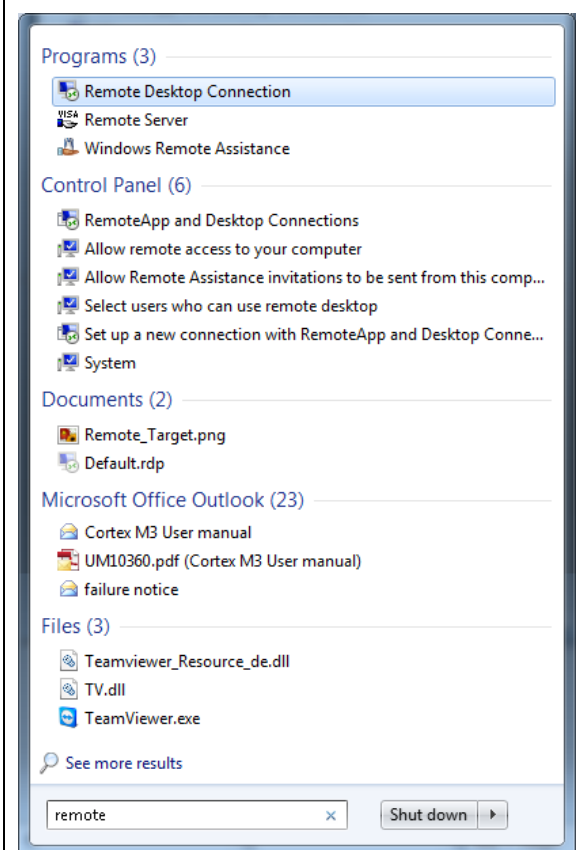 Programs (3)
Remote Desktop Connection
VISA Remote Server
Windows Remote Assistance
Control Panel (6)
RemoteApp and Desktop Connections
Allow remote access to your computer
Allow Remote Assistance invitations to be sent from this comp...
Select users who can use remote desktop
Set up a new connection with RemoteApp and Desktop Conne...
System
Documents (2)
Remote_Target.png
Default.rdp
Microsoft Office Outlook (23)
Cortex M3 User manual
UM10360.pdf (Cortex M3 User manual)
failure notice
Files (3)
Teamviewer_Resource_de.dll
TV.dll
TeamViewer.exe
See more results
remote
Shut down